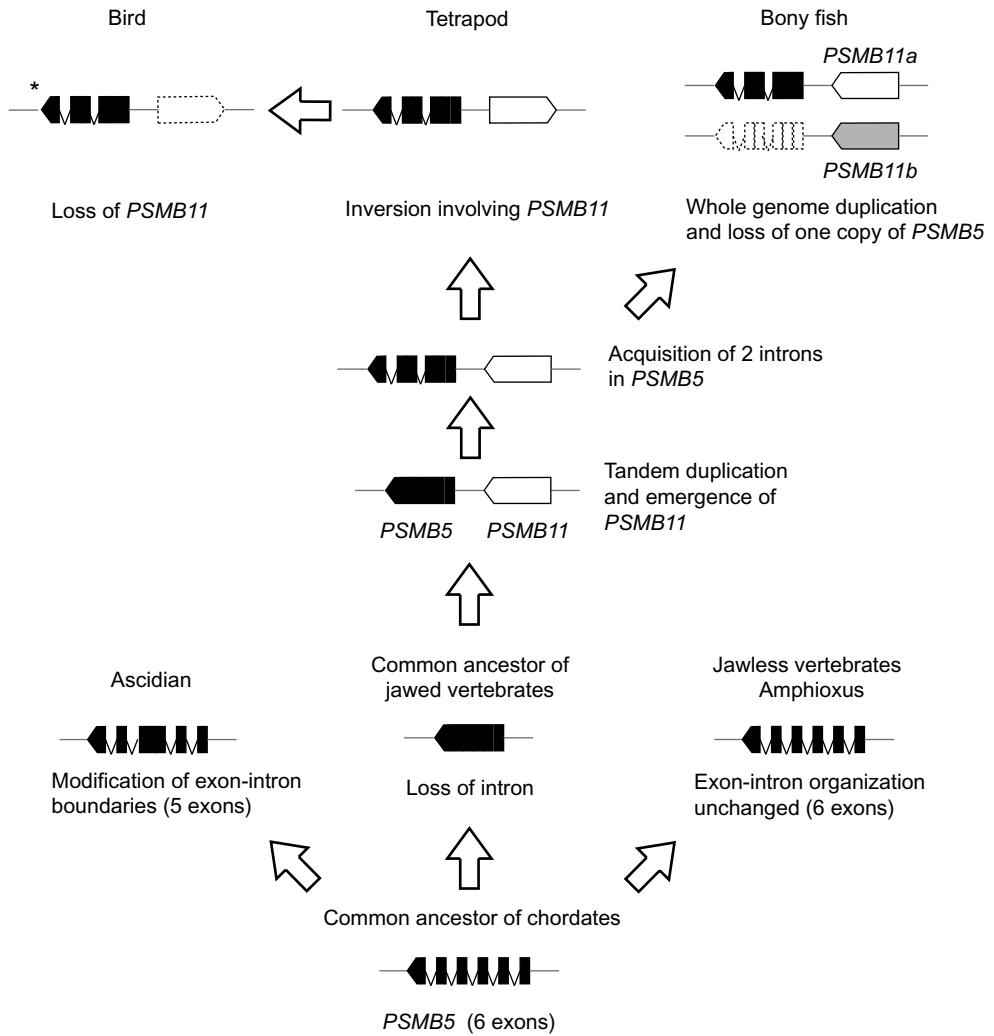 Bird
Tetrapod
Bony fish
*
PSMB11a
PSMB11b
Loss of PSMB11
Inversion involving PSMB11
Whole genome duplication
and loss of one copy of PSMB5
Acquisition of 2 introns
in PSMB5
Tandem duplication
and emergence of
PSMB11
PSMB5
PSMB11
Ascidian
Common ancestor of
jawed vertebrates
Jawless vertebrates
Amphioxus
Modification of exon-intron
boundaries (5 exons)
Loss of intron
Exon-intron organization
unchanged (6 exons)
Common ancestor of chordates
PSMB5 (6 exons)